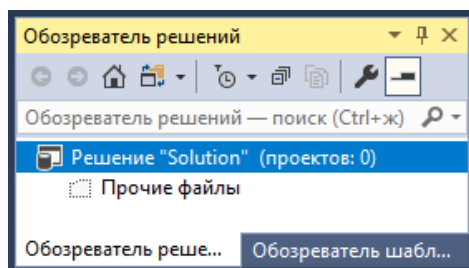 Обозреватель решений
Обозреватель решений — поиск (Ctrl+ж)
Решение "Solution" (проектов: 0)
Прочие файлы
Обозреватель реше... Обозреватель шабл...